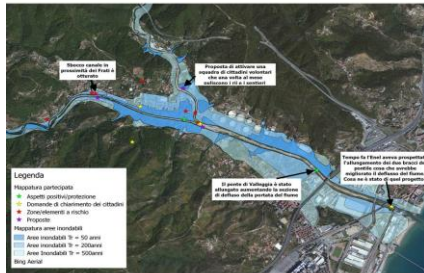 Sbocco canale in
prossimità dei Frati è
otturato
Proposta di attivare una
squadra di cittadini volontari
che una volta al mese
puliscono i rii e i sentieri
Il ponte di Valleggia è stato
allargato aumentando la sezione
di deflusso della portata del fiume
Tempo fa l'Enel aveva prospettato
l'allungamento dei due bracci del
pontile cosa che avrebbe
migliorato il deflusso del fiume.
Cosa ne è stato di quel progetto?
Legenda
Mappatura partecipata
Aspetti positivi/protezione
Domande di chiarimento dei cittadini
Zone/elementi a rischio
Proposte
Mappatura aree inondabili
Aree inondabili Tr = 50 anni
Aree inondabili Tr = 200anni
Aree Inondabili Tr = 500anni
Bing Aerial